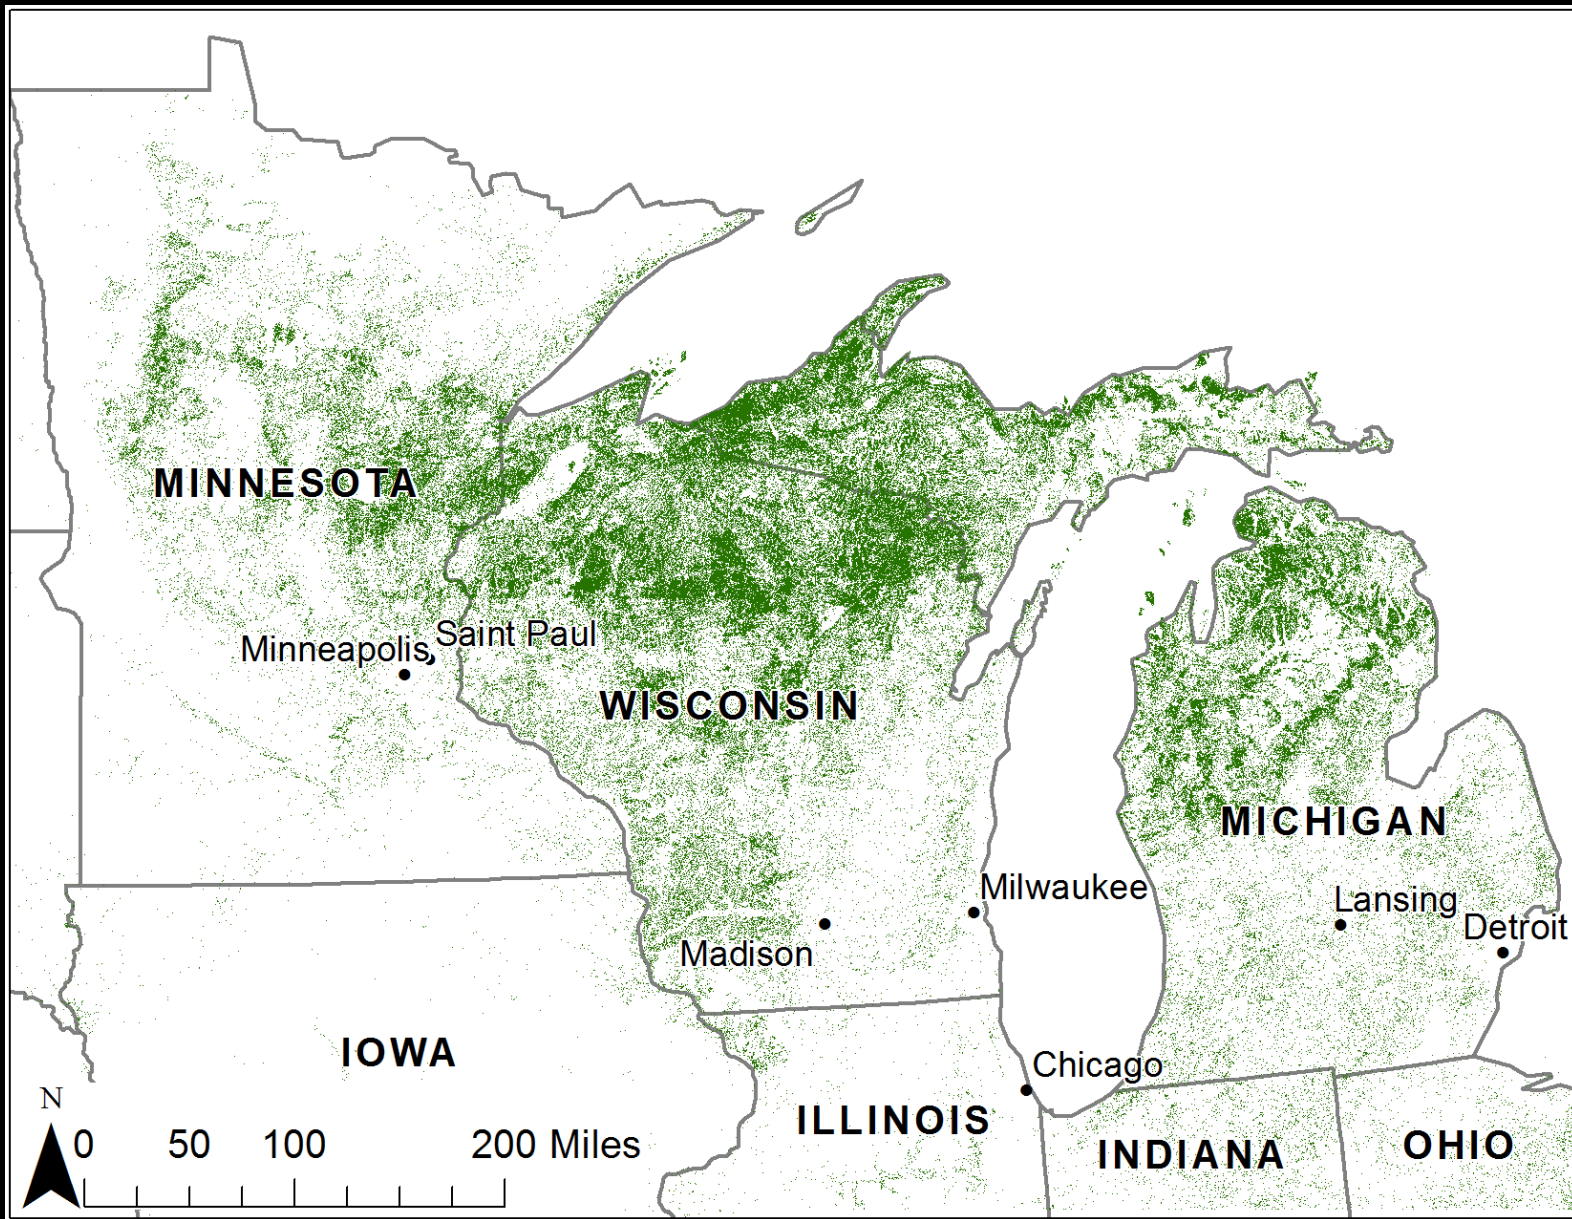 MINNESOTA
Saint Paul
Minneapolis
WISCONSIN
MICHIGAN
Milwaukee
Lansing
Detroit
Madison
IOWA
Chicago
N
ILLINOIS
0 50 100 200 Miles
INDIANA
OHIO